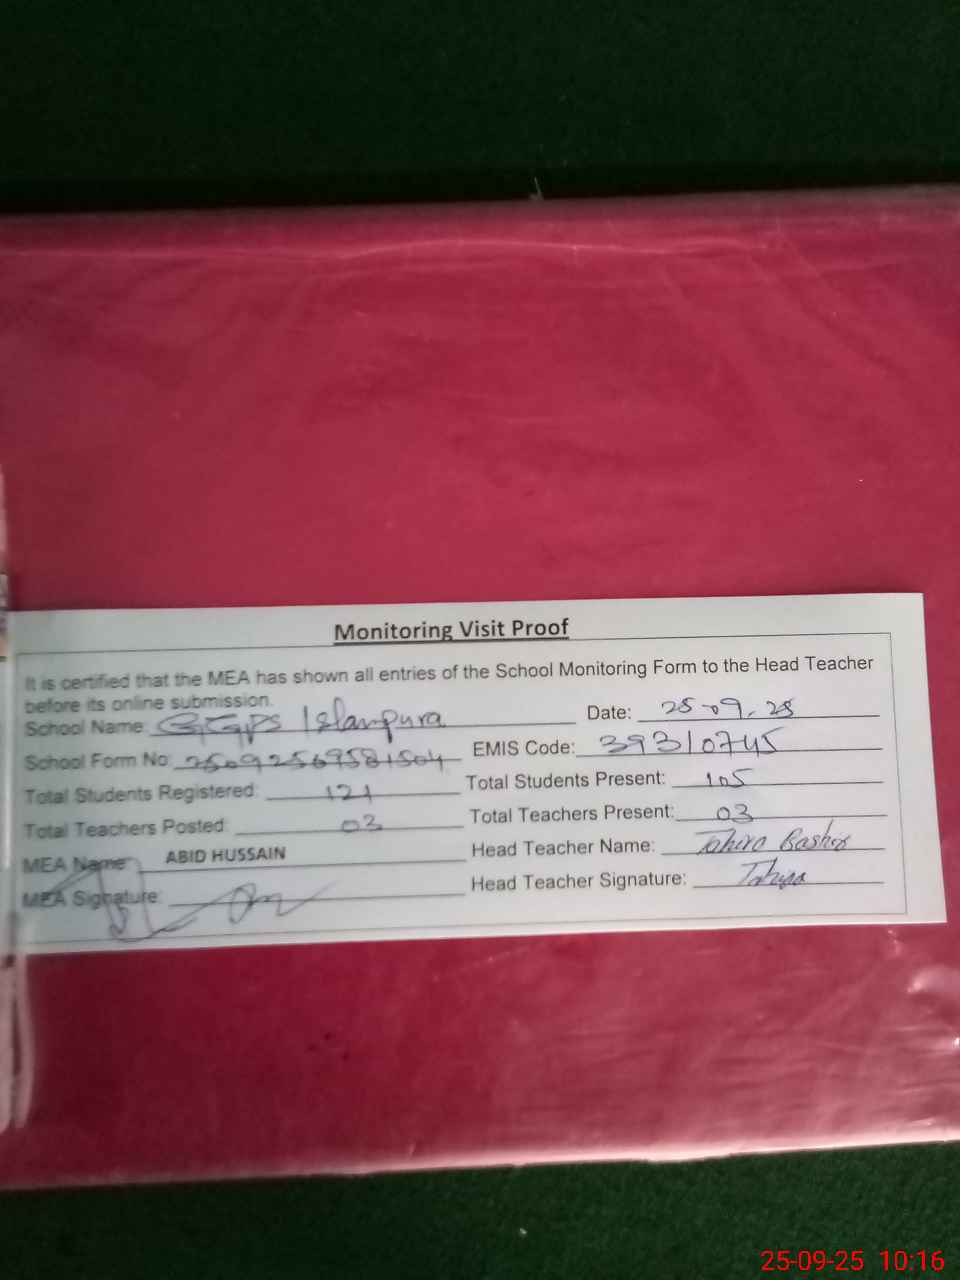 Monitoring Visit Proof
It is certified that the MEA has shown all entries of the School Monitoring Form to the Head Teacher
before its online submission.
School Name: GGPS Islampura Date: 25-09-25
School Form No: 25092569581504 EMIS Code: 39310745
Total Students Registered: 121 Total Students Present: 105
Total Teachers Posted: 03 Total Teachers Present: 03
MEA Name: ABID HUSSAIN Head Teacher Name: Tahira Bashir
MEA Signature: Head Teacher Signature: Tahira
25-09-25 10:16